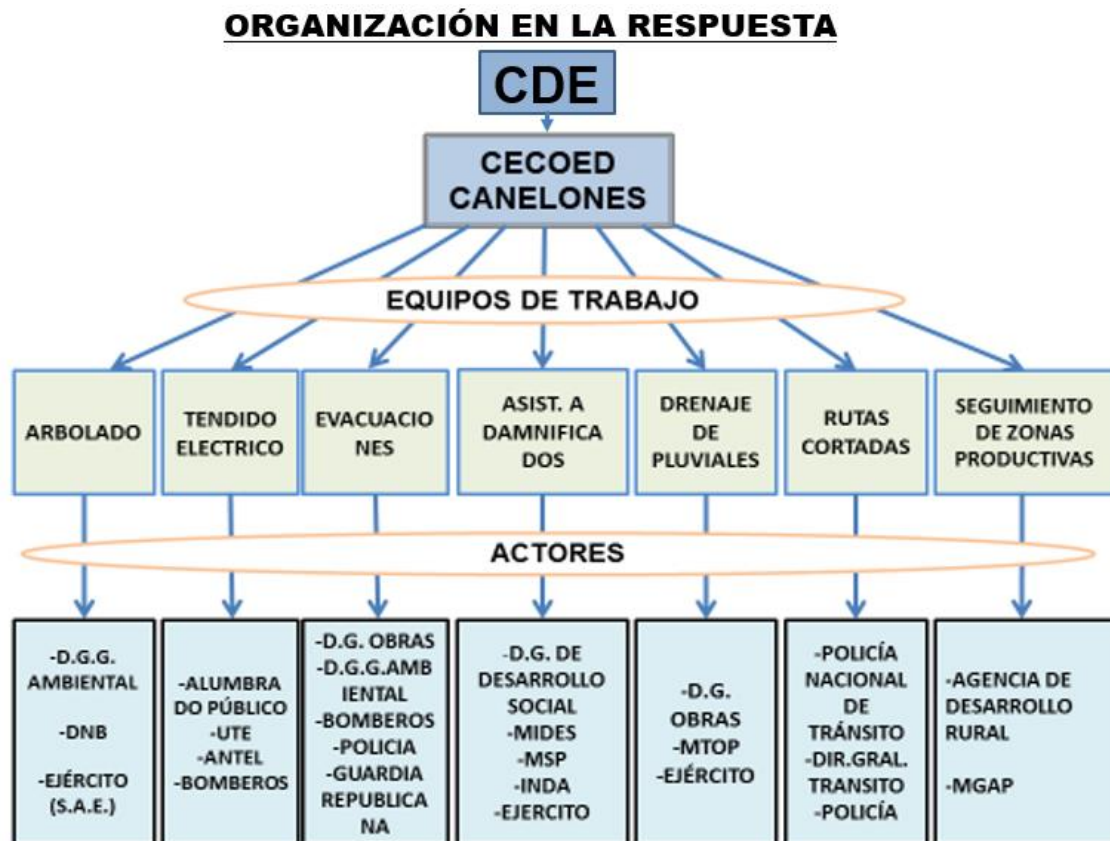 ORGANIZACIÓN EN LA RESPUESTA
CDE
CECOED
CANELONES
EQUIPOS DE TRABAJO
ARBOLADO
TENDIDO
ELECTRICO
EVACUACIO
NES
ASIST. A
DAMNIFICA
DOS
DRENAJE
DE
PLUVIALES
RUTAS
CORTADAS
SEGUIMIENTO
DE ZONAS
PRODUCTIVAS
ACTORES
-D.G.G.
AMBIENTAL
-DNB
-EJÉRCITO
(S.A.E.)
-ALUMBRA
DO PÚBLICO
-UTE
-ANTEL
-BOMBEROS
-D.G. OBRAS
-D.G.G.AMB
IENTAL
-BOMBEROS
-POLICIA
-GUARDIA
REPUBLICA
NA
-D.G. DE
DESARROLLO
SOCIAL
-MIDES
-MSP
-INDA
-EJERCITO
-D.G.
OBRAS
-MTOP
-EJÉRCITO
-POLICÍA
NACIONAL
DE
TRÁNSITO
-DIR.GRAL.
TRANSITO
-POLICÍA
-AGENCIA DE
DESARROLLO
RURAL
-MGAP